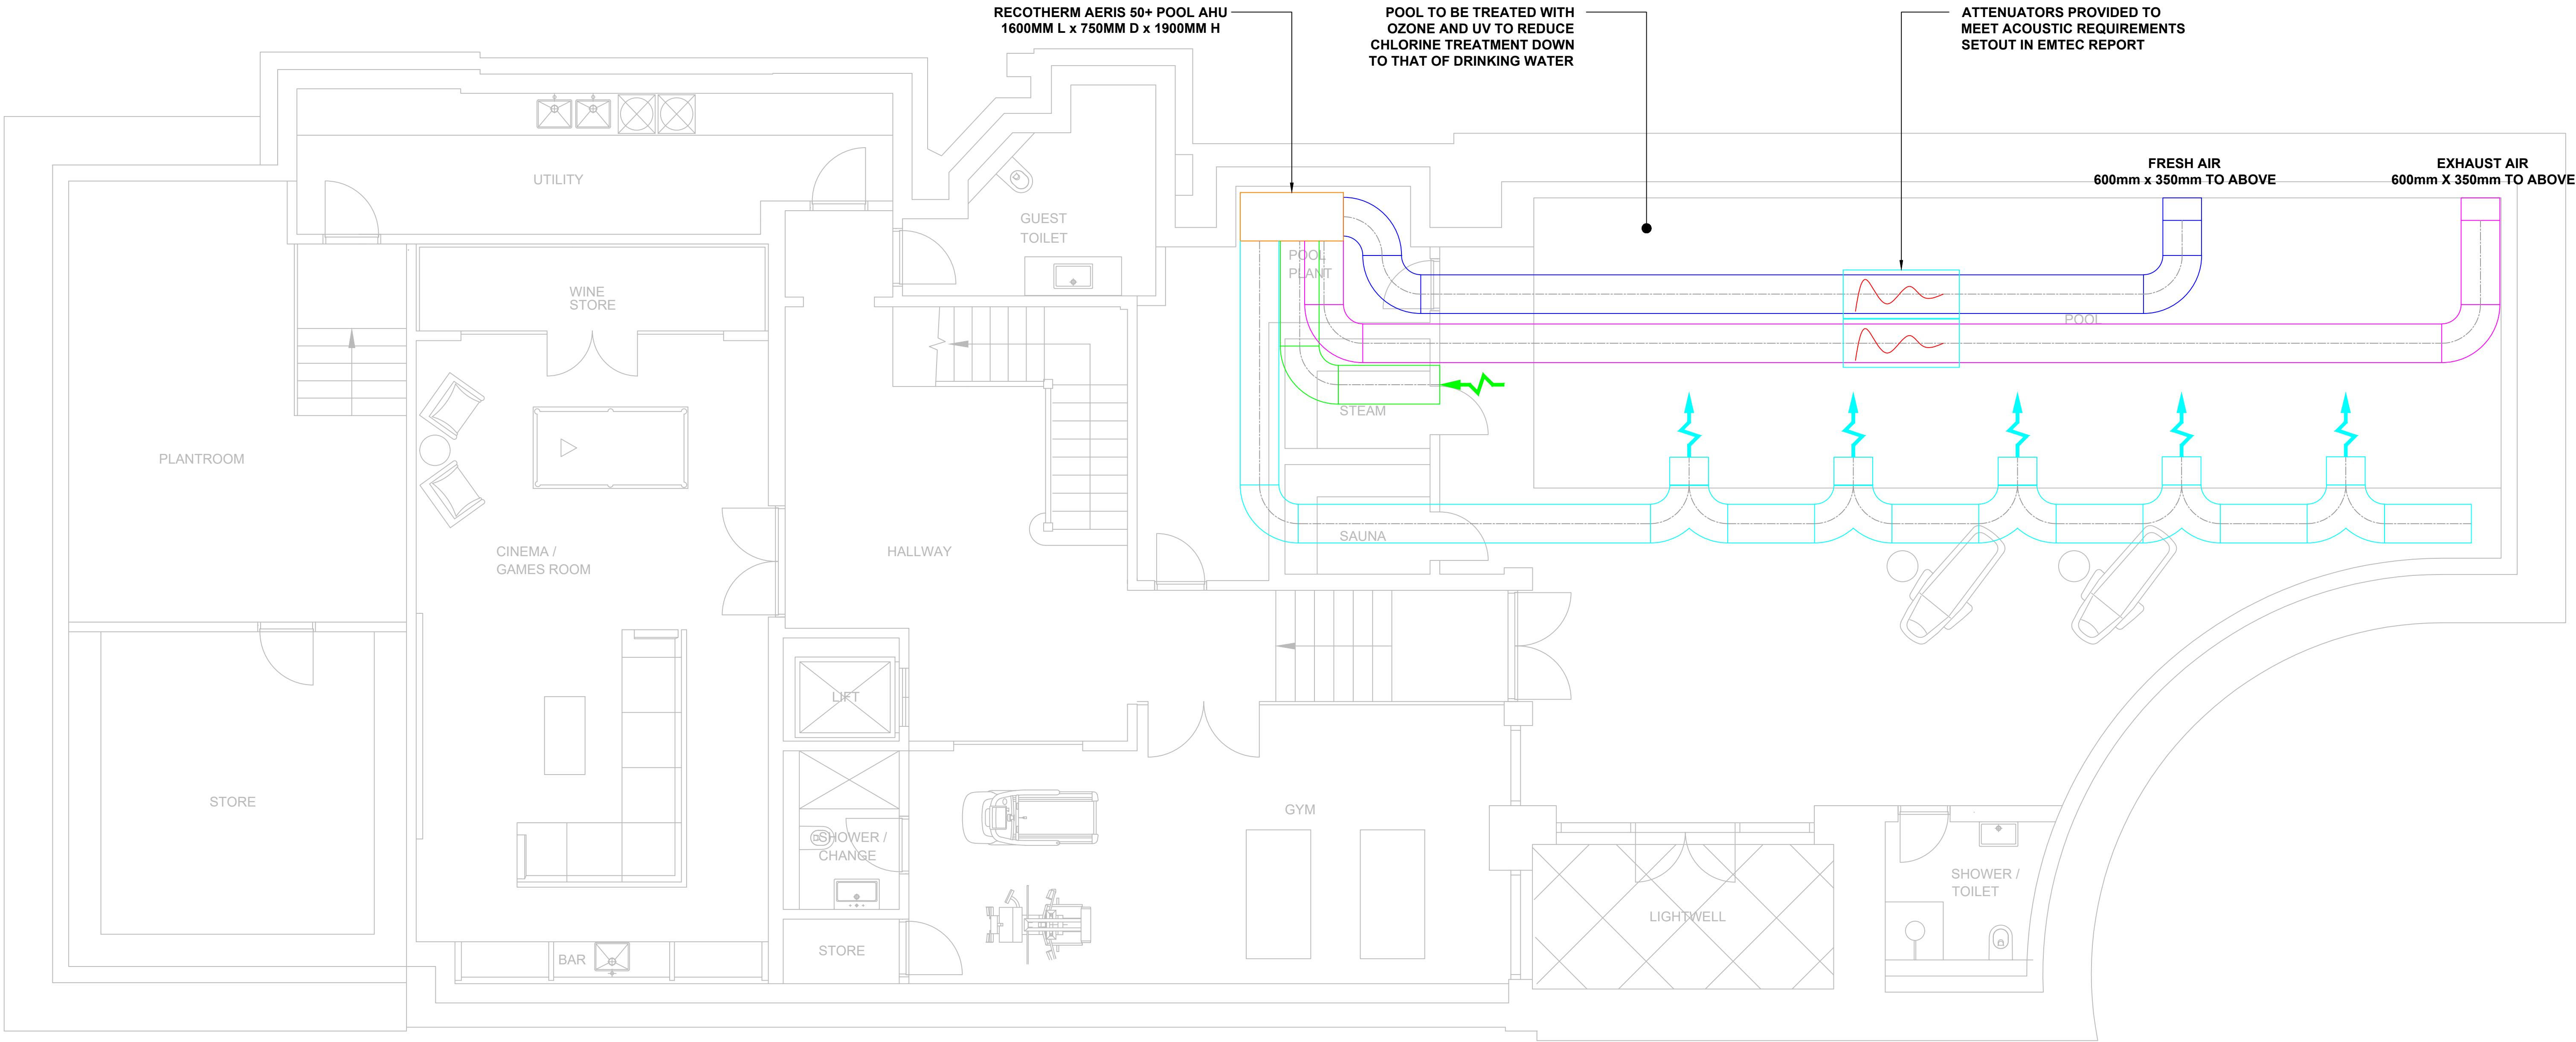 RECOTHERM AERIS 50+ POOL AHU
1600MM L x 750MM D x 1900MM H
POOL TO BE TREATED WITH
OZONE AND UV TO REDUCE
CHLORINE TREATMENT DOWN
TO THAT OF DRINKING WATER
ATTENUATORS PROVIDED TO
MEET ACOUSTIC REQUIREMENTS
SETOUT IN EMTEC REPORT
FRESH AIR
600mm x 350mm TO ABOVE
EXHAUST AIR
600mm X 350mm TO ABOVE
UTILITY
GUEST
TOILET
POOL
PLANT
WINE
STORE
POOL
STEAM
PLANTROOM
SAUNA
CINEMA /
GAMES ROOM
HALLWAY
LIFT
STORE
GYM
SHOWER /
CHANGE
SHOWER /
TOILET
LIGHTWELL
STORE
BAR